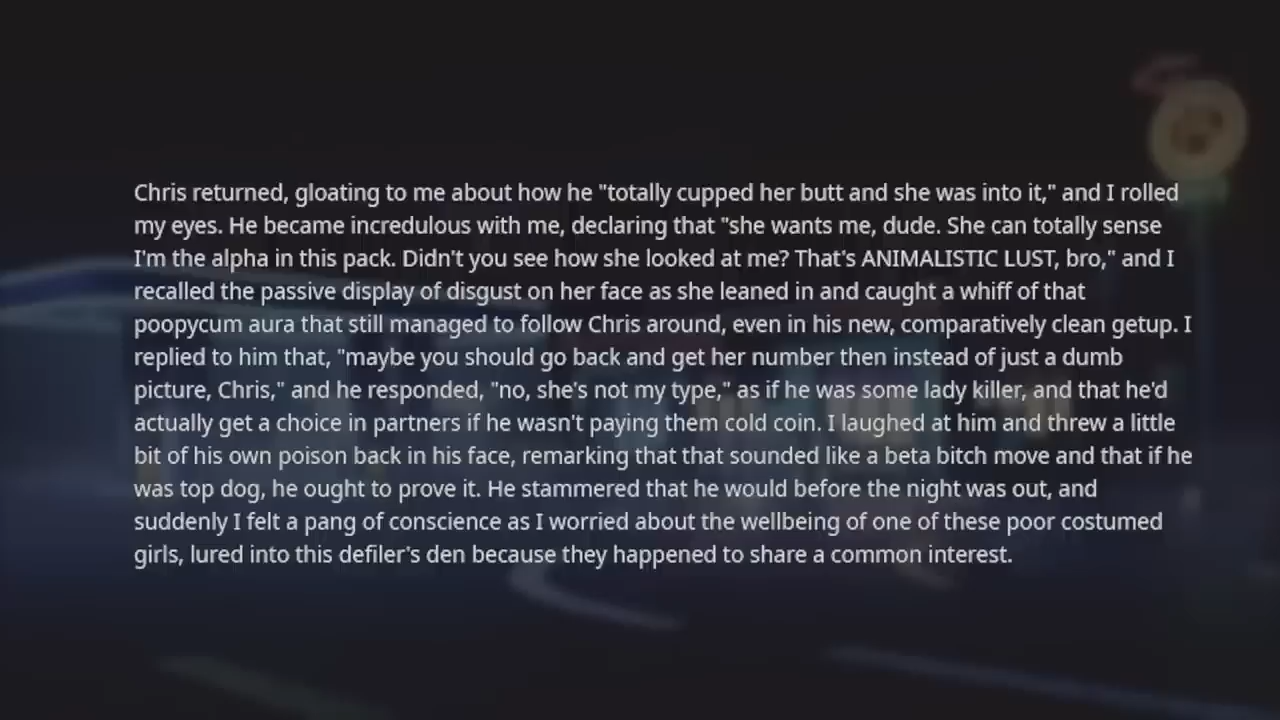 Chris returned, gloating to me about how he "totally cupped her butt and she was into it," and I rolled
my eyes. He became incredulous with me, declaring that "she wants me, dude. She can totally sense
I'm the alpha in this pack. Didn't you see how she looked at me? That's ANIMALISTIC LUST, bro," and I
recalled the passive display of disgust on her face as she leaned in and caught a whiff of that
poopycum aura that still managed to follow Chris around, even in his new, comparatively clean getup. I
replied to him that, "maybe you should go back and get her number then instead of just a dumb
picture, Chris," and he responded, "no, she's not my type," as if he was some lady killer, and that he'd
actually get a choice in partners if he wasn't paying them cold coin. I laughed at him and threw a little
bit of his own poison back in his face, remarking that that sounded like a beta bitch move and that if he
was top dog, he ought to prove it. He stammered that he would before the night was out, and
suddenly I felt a pang of conscience as I worried about the wellbeing of one of these poor costumed
girls, lured into this defiler's den because they happened to share a common interest.